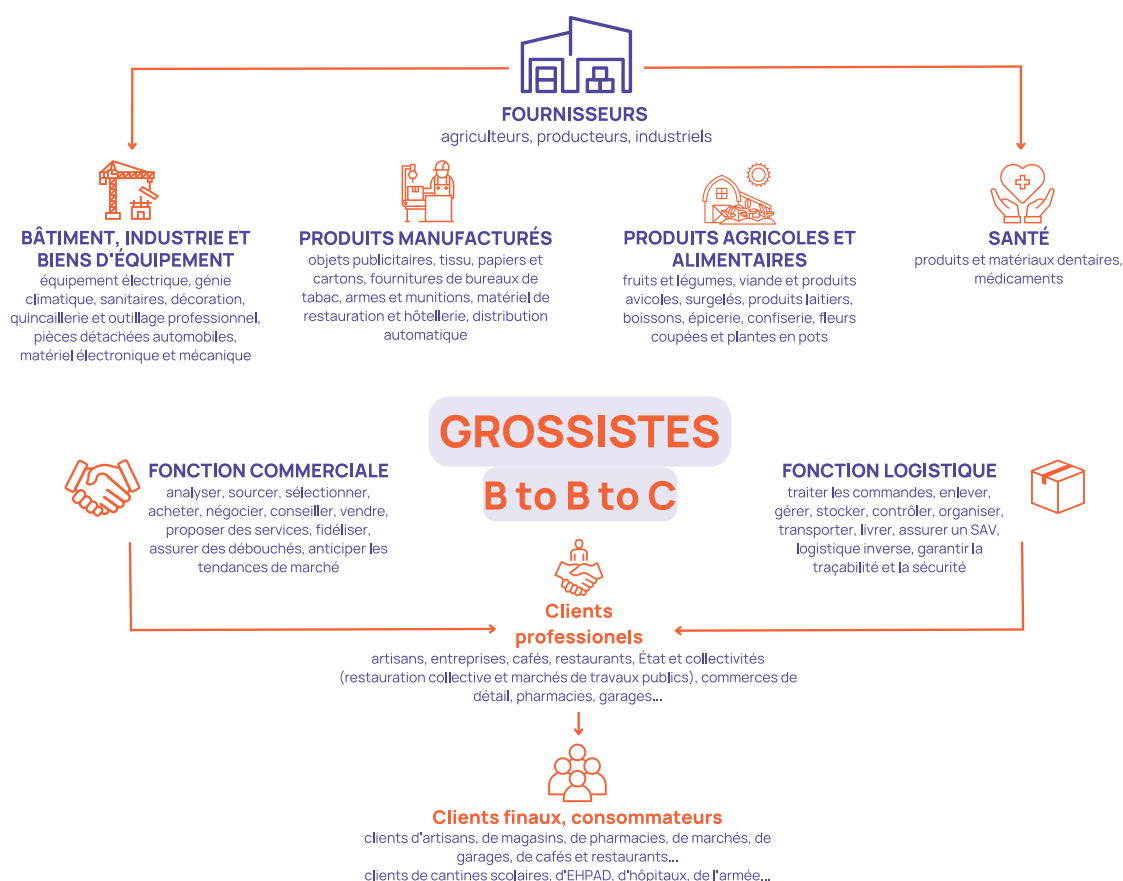 FOURNISSEURS
agriculteurs, producteurs, industriels
BÂTIMENT, INDUSTRIE ET
BIENS D'ÉQUIPEMENT
équipement électrique, génie
climatique, sanitaires, décoration,
quincaillerie et outillage professionnel,
pièces détachées automobiles,
matériel électronique et mécanique
PRODUITS MANUFACTURÉS
objets publicitaires, tissu, papiers et
cartons, fournitures de bureaux de
tabac, armes et munitions, matériel de
restauration et hôtellerie, distribution
automatique
PRODUITS AGRICOLES ET
ALIMENTAIRES
fruits et légumes, viande et produits
avicoles, surgelés, produits laitiers,
boissons, épicerie, confiserie, fleurs
coupées et plantes en pots
SANTÉ
produits et matériaux dentaires,
médicaments
GROSSISTES
B to B to C
FONCTION COMMERCIALE
analyser, sourcer, sélectionner,
acheter, négocier, conseiller, vendre,
proposer des services, fidéliser,
assurer des débouchés, anticiper les
tendances de marché
FONCTION LOGISTIQUE
traiter les commandes, enlever,
gérer, stocker, contrôler, organiser,
transporter, livrer, assurer un SAV,
logistique inverse, garantir la
traçabilité et la sécurité
Clients
professionels
artisans, entreprises, cafés, restaurants, État et collectivités
(restauration collective et marchés de travaux publics), commerces de
détail, pharmacies, garages...
Clients finaux, consommateurs
clients d'artisans, de magasins, de pharmacies, de marchés, de
garages, de cafés et restaurants...
clients de cantines scolaires, d'EHPAD, d'hôpitaux, de l'armée...